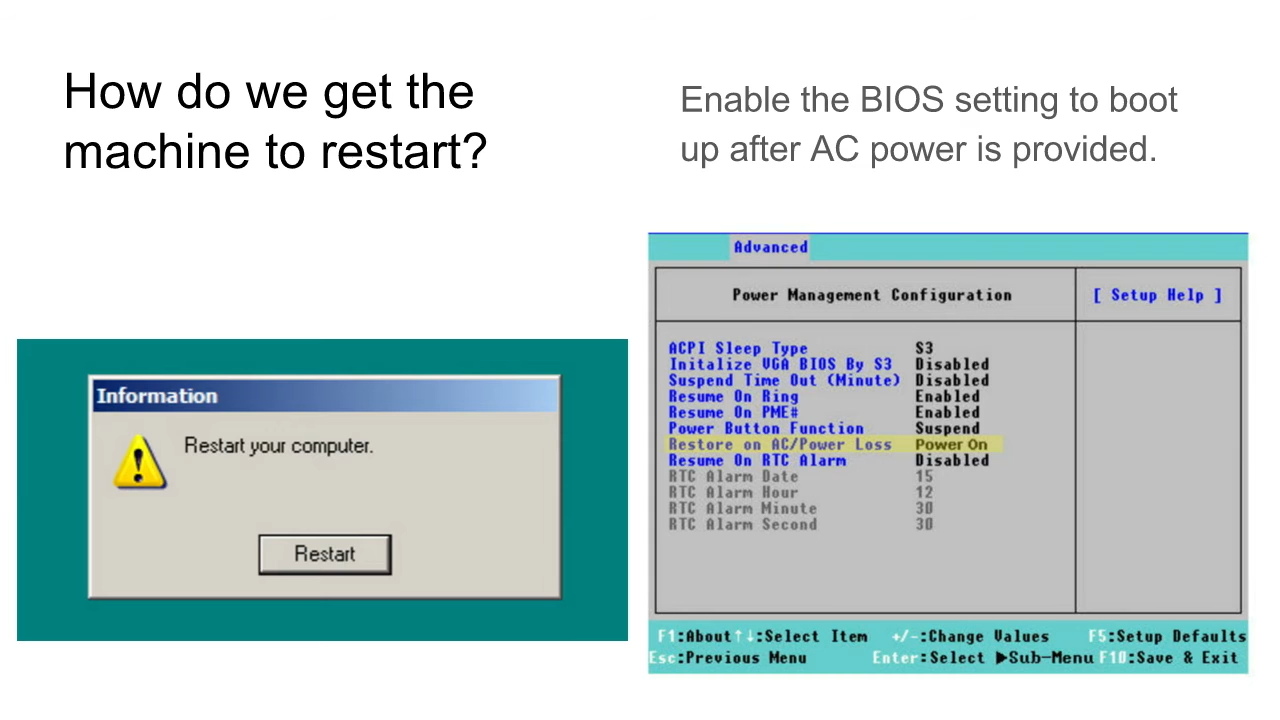 How do we get the
machine to restart?
Enable the BIOS setting to boot
up after AC power is provided.
Information
Restart your computer.
Restart
Advanced
Power Management Configuration
[ Setup Help ]
ACPI Sleep Type S3
Initalize VGA BIOS By S3 Disabled
Suspend Time Out (Minute) Disabled
Resume On Ring Enabled
Resume On PME# Enabled
Power Button Function Suspend
Restore on AC/Power Loss Power On
Resume On RTC Alarm Disabled
RTC Alarm Date 15
RTC Alarm Hour 12
RTC Alarm Minute 30
RTC Alarm Second 30
F1:About↑↓:Select Item +/-:Change Values F5:Setup Defaults
Esc:Previous Menu Enter:Select ▶Sub-Menu F10:Save & Exit